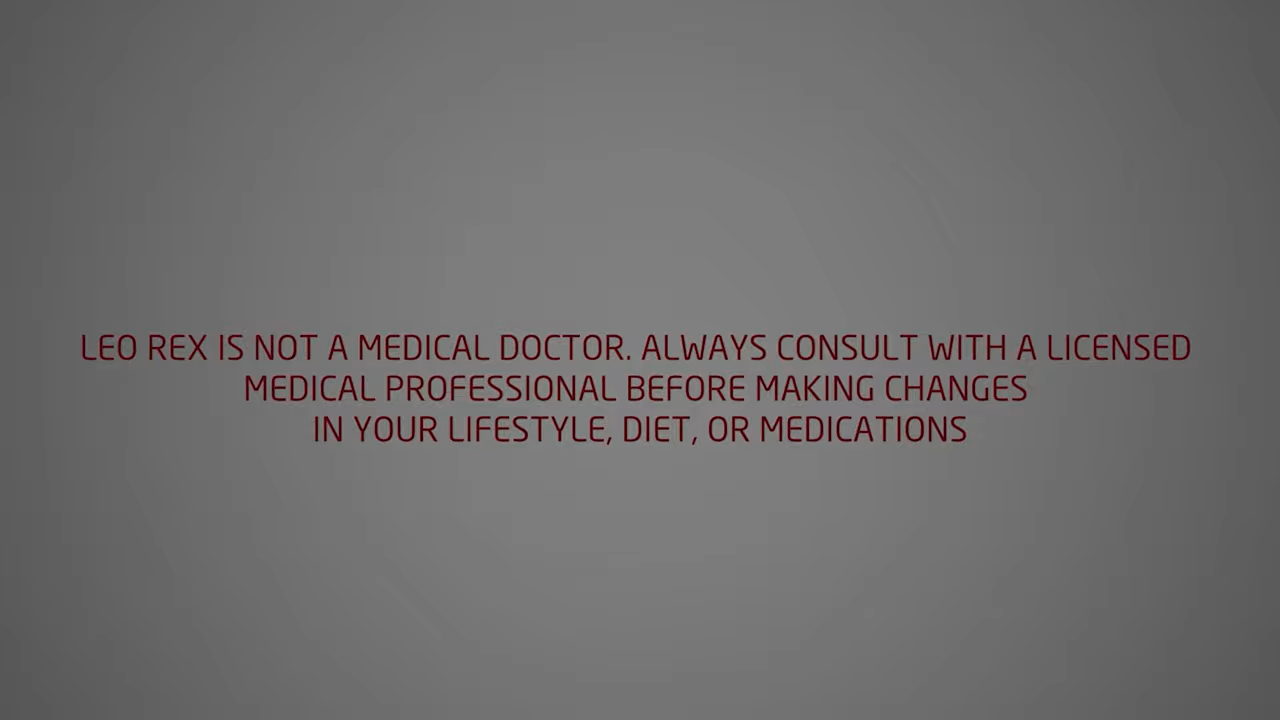 LEO REX IS NOT A MEDICAL DOCTOR. ALWAYS CONSULT WITH A LICENSED
MEDICAL PROFESSIONAL BEFORE MAKING CHANGES
IN YOUR LIFESTYLE, DIET, OR MEDICATIONS